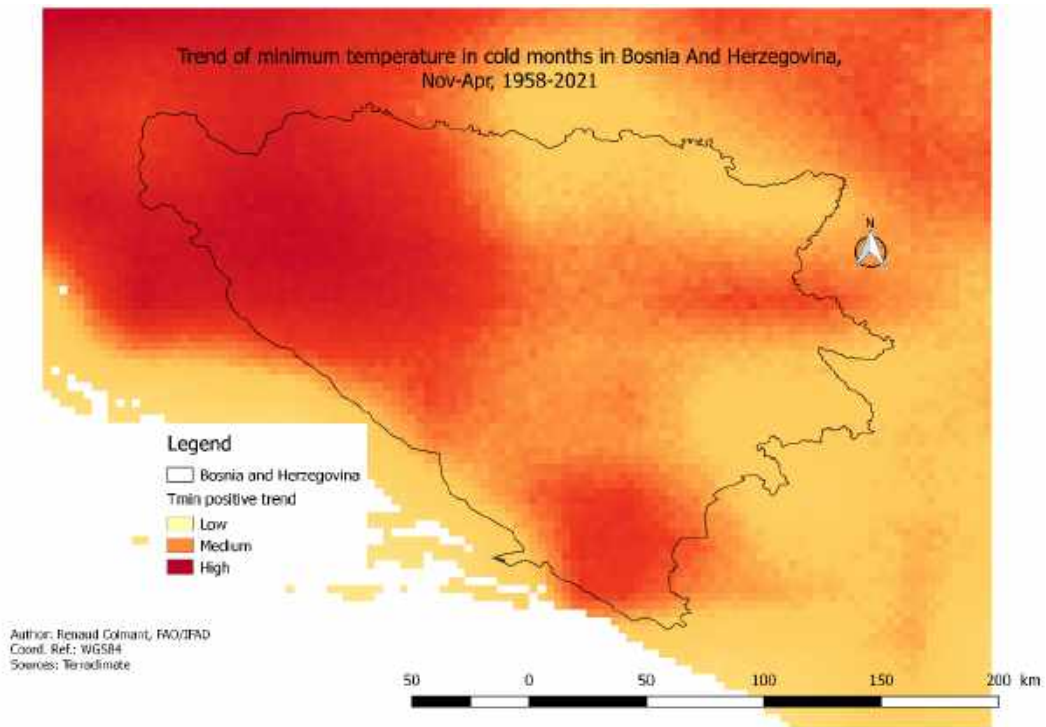 Trend of minimum temperature in cold months in Bosnia And Herzegovina,
Nov-Apr, 1958-2021
N
Legend
Bosnia and Herzegovina
Tmin positive trend
Low
Medium
High
Author: Renaud Colmant, FAO/IFAD
Coord. Ref.: WGS84
Sources: Terraclimate
50 0 50 100 150 200 km